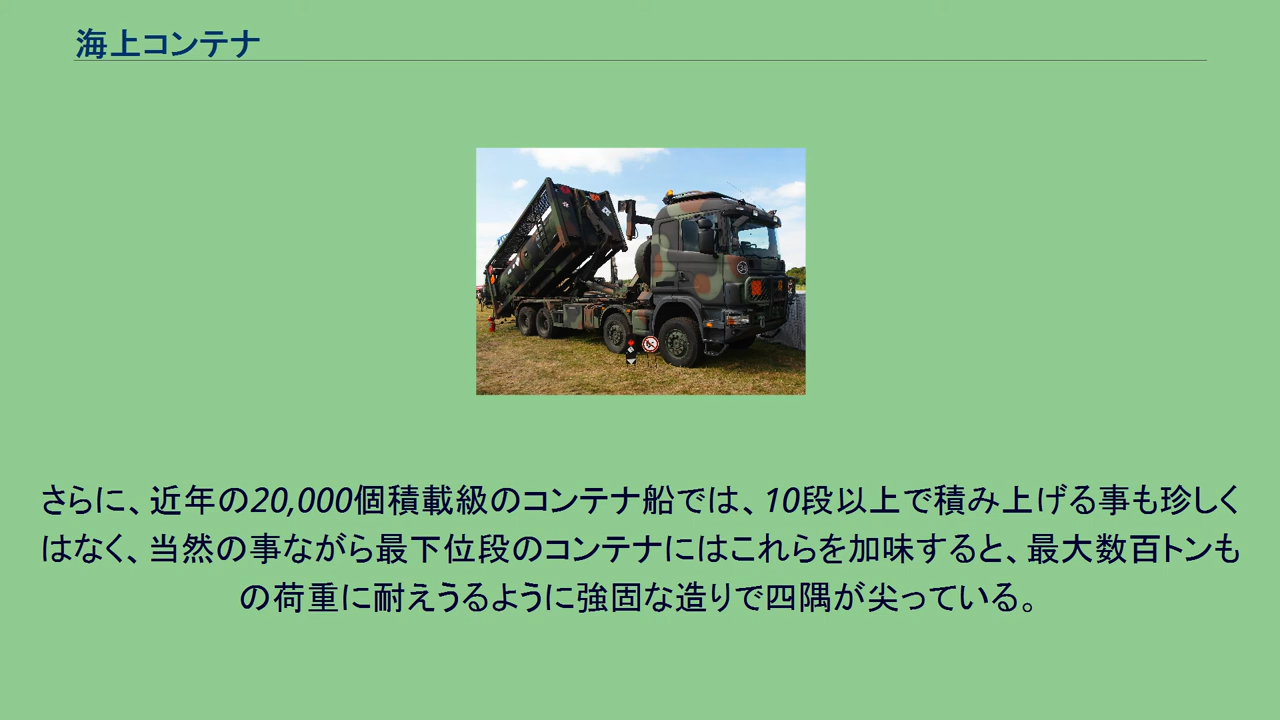 海上コンテナ
さらに、近年の20,000個積載級のコンテナ船では、10段以上で積み上げる事も珍しく
はなく、当然の事ながら最下位段のコンテナにはこれらを加味すると、最大数百トンも
の荷重に耐えうるように強固な造りで四隅が尖っている。